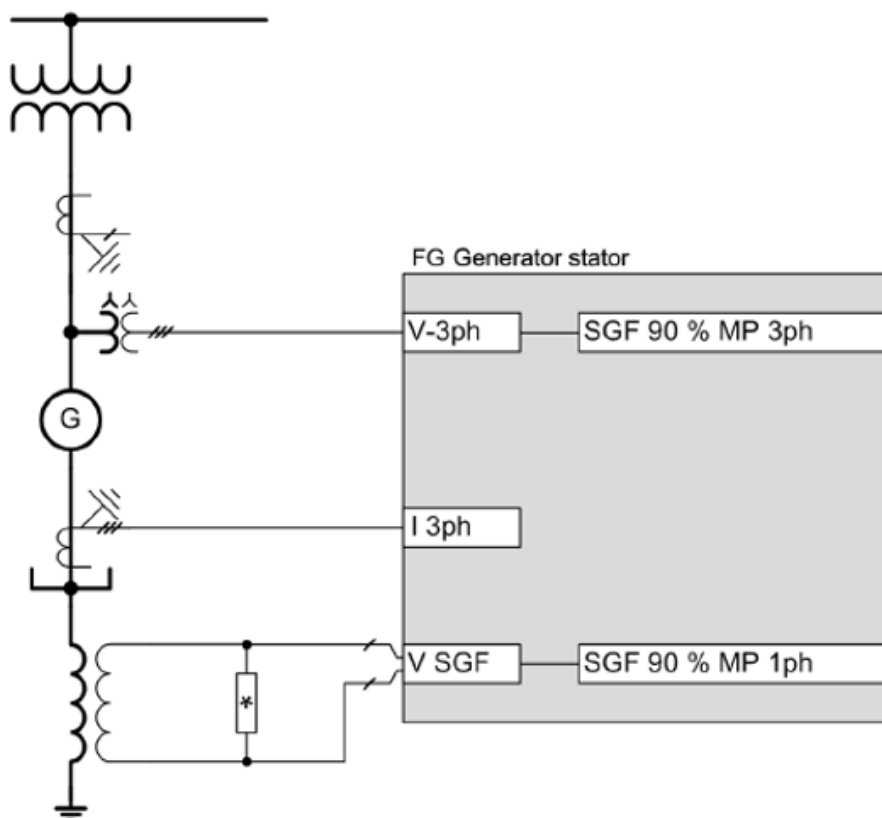 FG Generator stator
V-3ph
SGF 90 % MP 3ph
G
I 3ph
V SGF
SGF 90 % MP 1ph
*